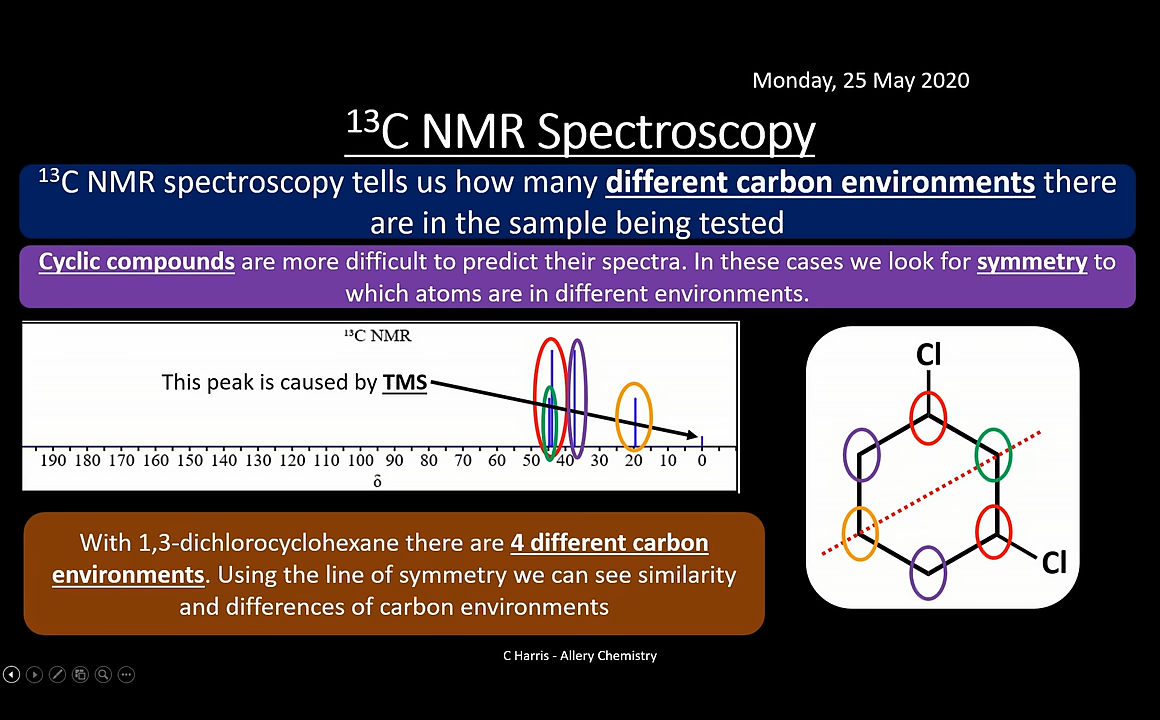 Monday, 25 May 2020
¹³C NMR Spectroscopy
¹³C NMR spectroscopy tells us how many different carbon environments there
are in the sample being tested
Cyclic compounds are more difficult to predict their spectra. In these cases we look for symmetry to
which atoms are in different environments.
¹³C NMR
This peak is caused by TMS
190 180 170 160 150 140 130 120 110 100 90 80 70 60 50 40 30 20 10 0
δ
Cl
Cl
With 1,3-dichlorocyclohexane there are 4 different carbon
environments. Using the line of symmetry we can see similarity
and differences of carbon environments
C Harris - Allery Chemistry